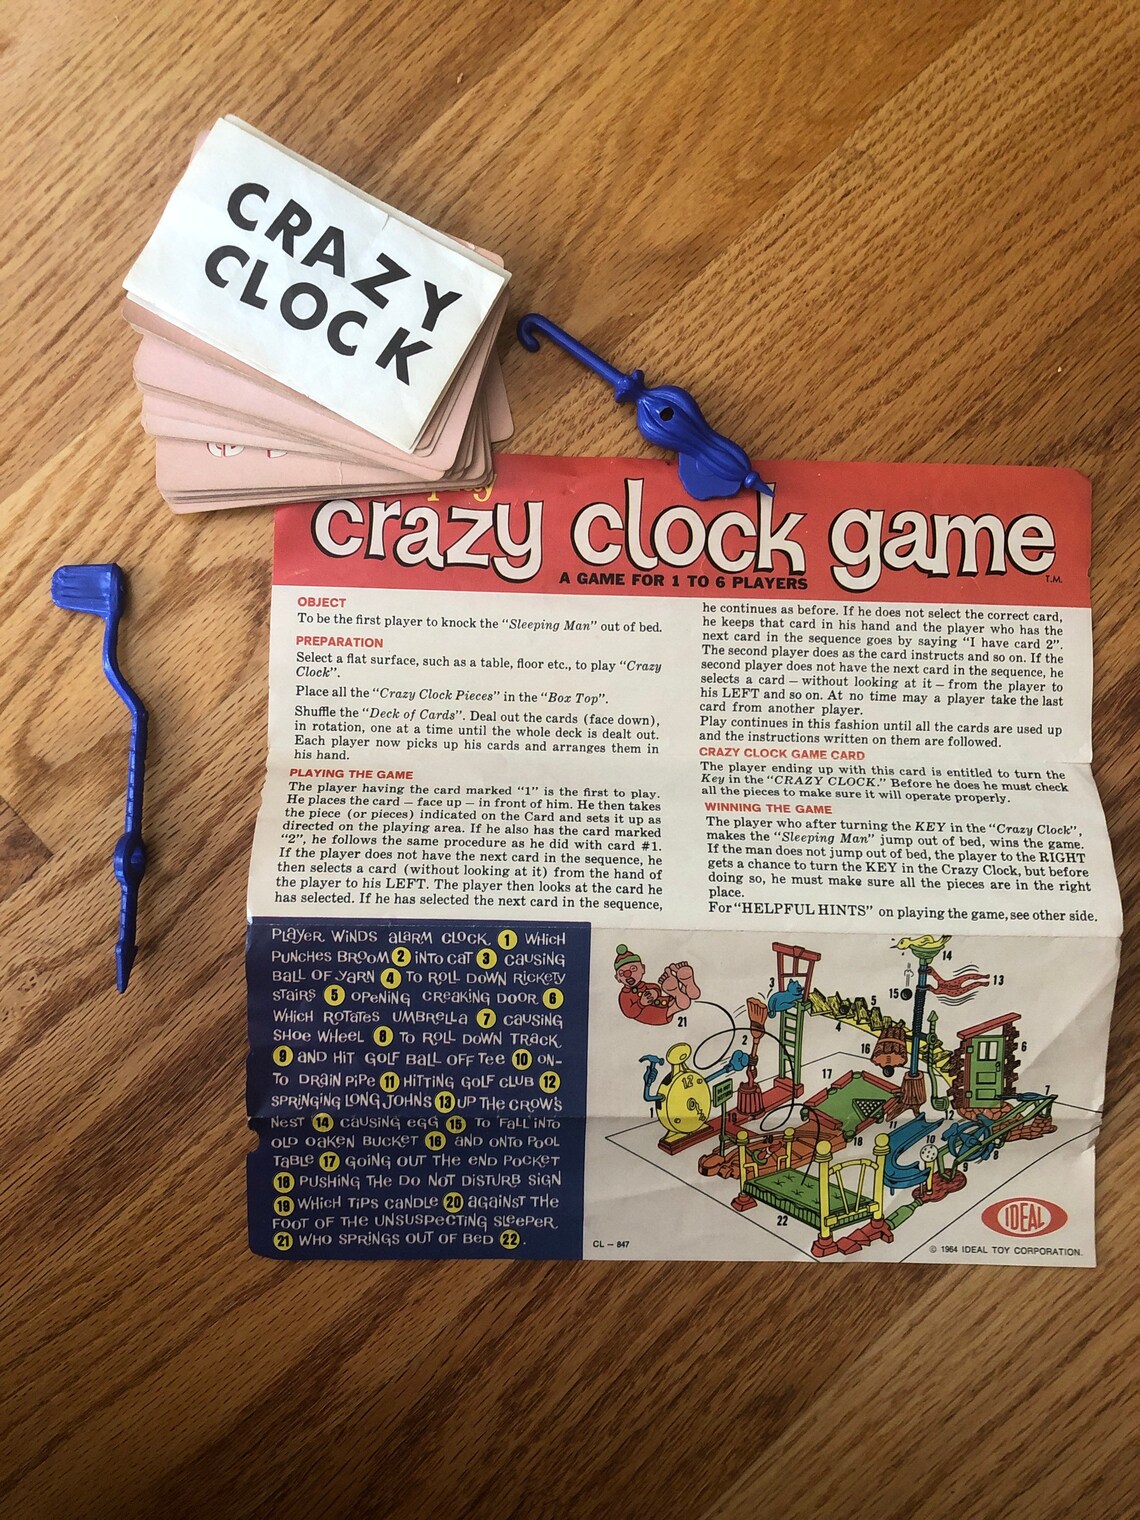 CRAZY
CLOCK
crazy clock game
T.M.
A GAME FOR 1 TO 6 PLAYERS
OBJECT
To be the first player to knock the "Sleeping Man" out of bed.
PREPARATION
Select a flat surface, such as a table, floor etc., to play "Crazy
Clock".
Place all the "Crazy Clock Pieces" in the "Box Top".
Shuffle the "Deck of Cards". Deal out the cards (face down),
in rotation, one at a time until the whole deck is dealt out.
Each player now picks up his cards and arranges them in
his hand.
PLAYING THE GAME
The player having the card marked "1" is the first to play.
He places the card — face up — in front of him. He then takes
the piece (or pieces) indicated on the Card and sets it up as
directed on the playing area. If he also has the card marked
"2", he follows the same procedure as he did with card #1.
If the player does not have the next card in the sequence, he
then selects a card (without looking at it) from the hand of
the player to his LEFT. The player then looks at the card he
has selected. If he has selected the next card in the sequence,
he continues as before. If he does not select the correct card,
he keeps that card in his hand and the player who has the
next card in the sequence goes by saying "I have card 2".
The second player does as the card instructs and so on. If the
second player does not have the next card in the sequence, he
selects a card — without looking at it — from the player to
his LEFT and so on. At no time may a player take the last
card from another player.
Play continues in this fashion until all the cards are used up
and the instructions written on them are followed.
CRAZY CLOCK GAME CARD
The player ending up with this card is entitled to turn the
Key in the "CRAZY CLOCK." Before he does he must check
all the pieces to make sure it will operate properly.
WINNING THE GAME
The player who after turning the KEY in the "Crazy Clock",
makes the "Sleeping Man" jump out of bed, wins the game.
If the man does not jump out of bed, the player to the RIGHT
gets a chance to turn the KEY in the Crazy Clock, but before
doing so, he must make sure all the pieces are in the right
place.
For "HELPFUL HINTS" on playing the game, see other side.
PLAYER WINDS ALARM CLOCK 1 WHICH
PUNCHES BROOM 2 INTO CAT 3 CAUSING
BALL OF YARN 4 TO ROLL DOWN RICKETY
STAIRS 5 OPENING CREAKING DOOR 6
WHICH ROTATES UMBRELLA 7 CAUSING
SHOE WHEEL 8 TO ROLL DOWN TRACK
9 AND HIT GOLF BALL OFF TEE 10 ON-
TO DRAIN PIPE 11 HITTING GOLF CLUB 12
SPRINGING LONG JOHNS 13 UP THE CROW'S
NEST 14 CAUSING EGG 15 TO FALL INTO
OLD OAKEN BUCKET 16 AND ONTO POOL
TABLE 17 GOING OUT THE END POCKET
18 PUSHING THE DO NOT DISTURB SIGN
19 WHICH TIPS CANDLE 20 AGAINST THE
FOOT OF THE UNSUSPECTING SLEEPER.
21 WHO SPRINGS OUT OF BED 22.
14
13
15
3
5
4
21
2
16
6
17
7
1
12
19
11
18
10
8
9
20
22
IDEAL
CL — 847
© 1964 IDEAL TOY CORPORATION.